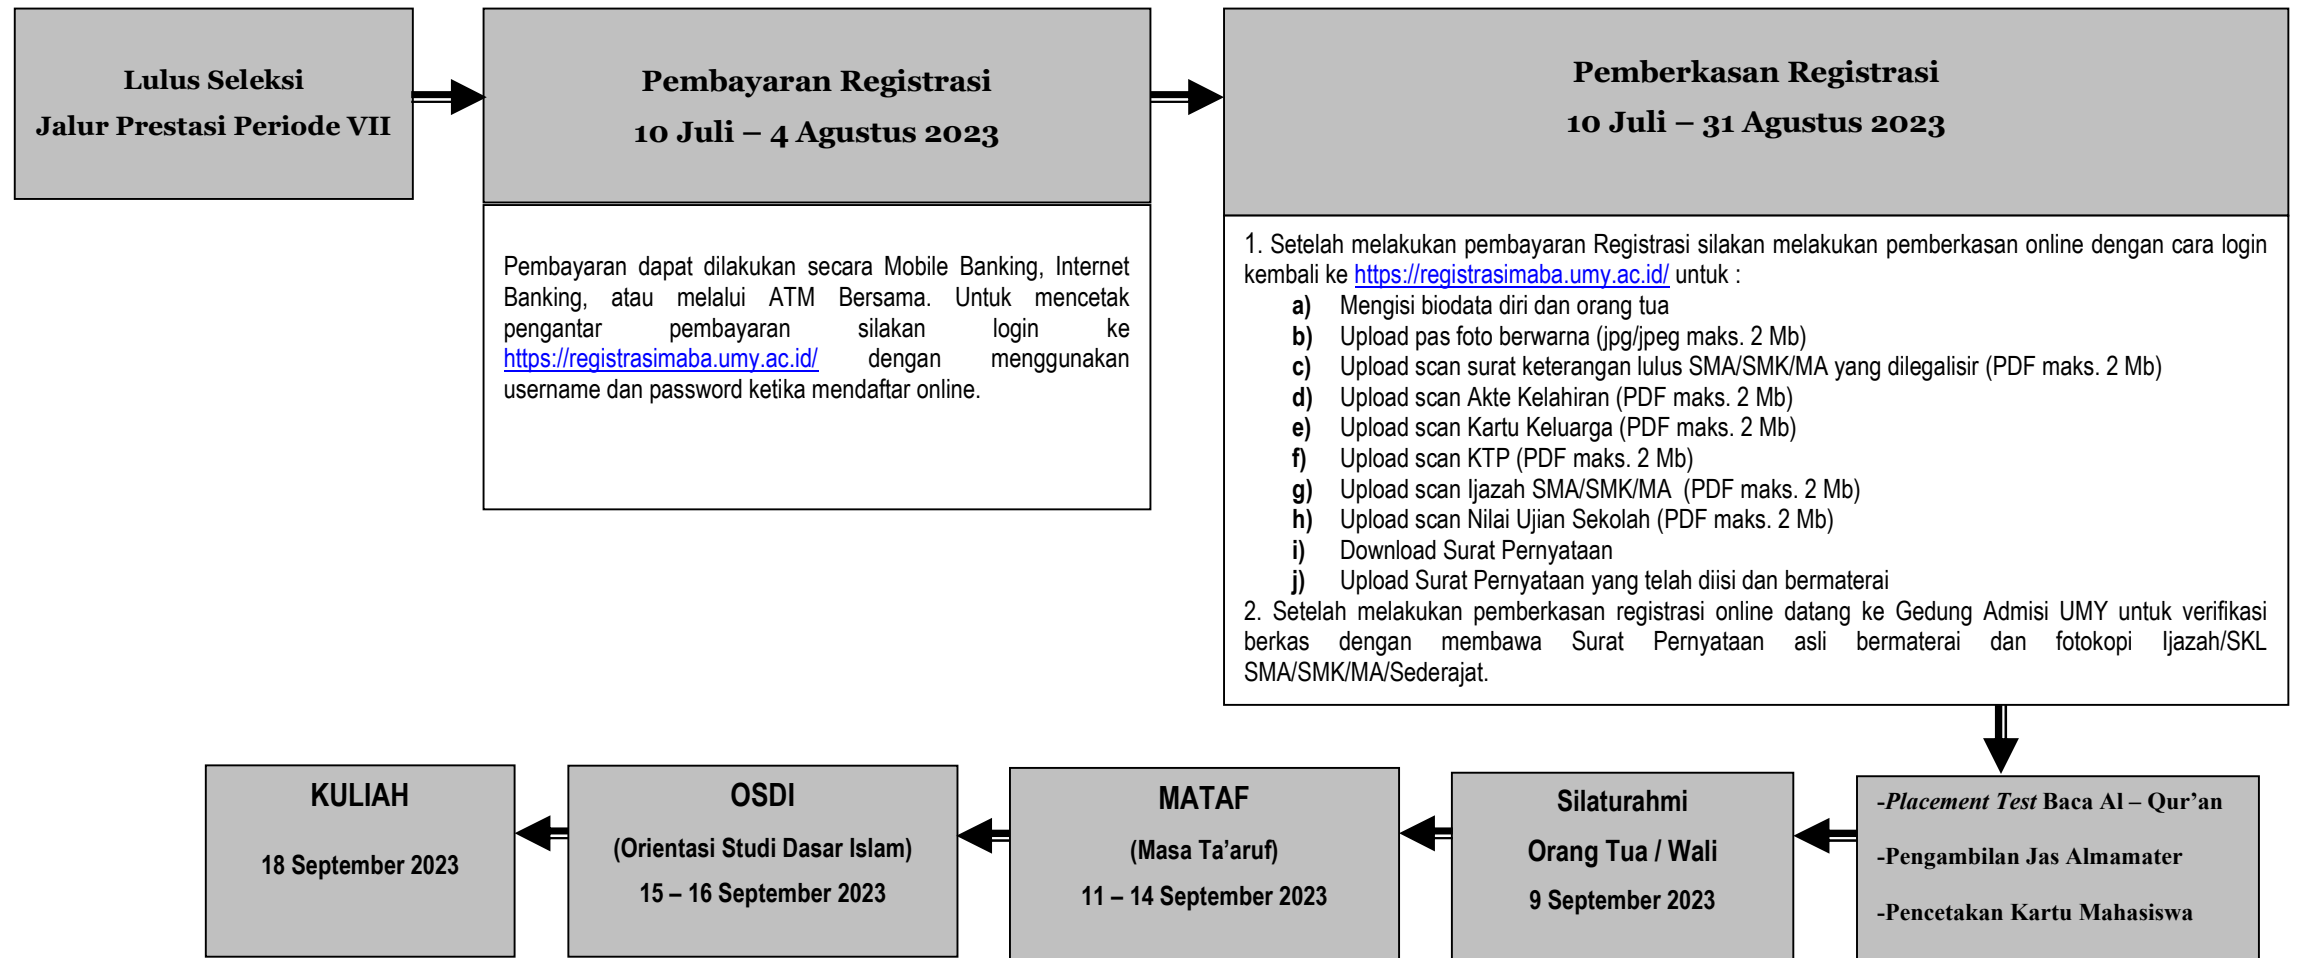 Lulus Seleksi
Jalur Prestasi Periode VII
Pembayaran Registrasi
10 Juli – 4 Agustus 2023
Pembayaran dapat dilakukan secara Mobile Banking, Internet
Banking, atau melalui ATM Bersama. Untuk mencetak
pengantar pembayaran silakan login ke
https://registrasimaba.umy.ac.id/ dengan menggunakan
username dan password ketika mendaftar online.
Pemberkasan Registrasi
10 Juli – 31 Agustus 2023
1. Setelah melakukan pembayaran Registrasi silakan melakukan pemberkasan online dengan cara login
kembali ke https://registrasimaba.umy.ac.id/ untuk :
a) Mengisi biodata diri dan orang tua
b) Upload pas foto berwarna (jpg/jpeg maks. 2 Mb)
c) Upload scan surat keterangan lulus SMA/SMK/MA yang dilegalisir (PDF maks. 2 Mb)
d) Upload scan Akte Kelahiran (PDF maks. 2 Mb)
e) Upload scan Kartu Keluarga (PDF maks. 2 Mb)
f) Upload scan KTP (PDF maks. 2 Mb)
g) Upload scan Ijazah SMA/SMK/MA (PDF maks. 2 Mb)
h) Upload scan Nilai Ujian Sekolah (PDF maks. 2 Mb)
i) Download Surat Pernyataan
j) Upload Surat Pernyataan yang telah diisi dan bermaterai
2. Setelah melakukan pemberkasan registrasi online datang ke Gedung Admisi UMY untuk verifikasi
berkas dengan membawa Surat Pernyataan asli bermaterai dan fotokopi Ijazah/SKL
SMA/SMK/MA/Sederajat.
-Placement Test Baca Al – Qur’an
-Pengambilan Jas Almamater
-Pencetakan Kartu Mahasiswa
Silaturahmi
Orang Tua / Wali
9 September 2023
MATAF
(Masa Ta’aruf)
11 – 14 September 2023
OSDI
(Orientasi Studi Dasar Islam)
15 – 16 September 2023
KULIAH
18 September 2023